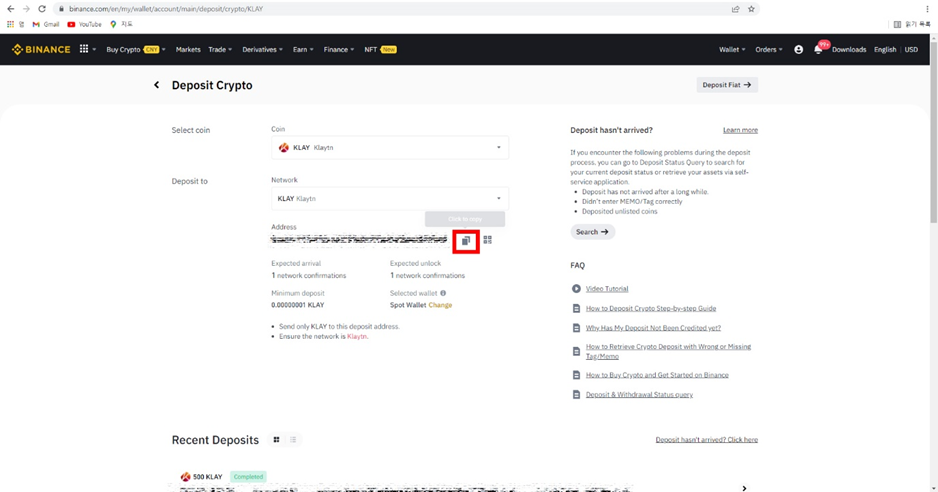 binance.com/en/my/wallet/account/main/deposit/crypto/KLAY
앱 Gmail YouTube 지도 읽기 목록
BINANCE Buy Crypto CNY Markets Trade Derivatives Earn Finance NFT New Wallet Orders 99+ Downloads English USD
Deposit Crypto
Deposit Fiat
Select coin
Coin
KLAY Klaytn
Deposit to
Network
KLAY Klaytn
Click to copy
Address
Expected arrival
1 network confirmations
Expected unlock
1 network confirmations
Minimum deposit
0.00000001 KLAY
Selected wallet
Spot Wallet Change
Send only KLAY to this deposit address.
Ensure the network is Klaytn.
Deposit hasn't arrived? Learn more
If you encounter the following problems during the deposit
process, you can go to Deposit Status Query to search for
your current deposit status or retrieve your assets via self-
service application.
Deposit has not arrived after a long while.
Didn't enter MEMO/Tag correctly
Deposited unlisted coins
Search
FAQ
Video Tutorial
How to Deposit Crypto Step-by-step Guide
Why Has My Deposit Not Been Credited yet?
How to Retrieve Crypto Deposit with Wrong or Missing
Tag/Memo
How to Buy Crypto and Get Started on Binance
Deposit & Withdrawal Status query
Recent Deposits
Deposit hasn't arrived? Click here
500 KLAY Completed